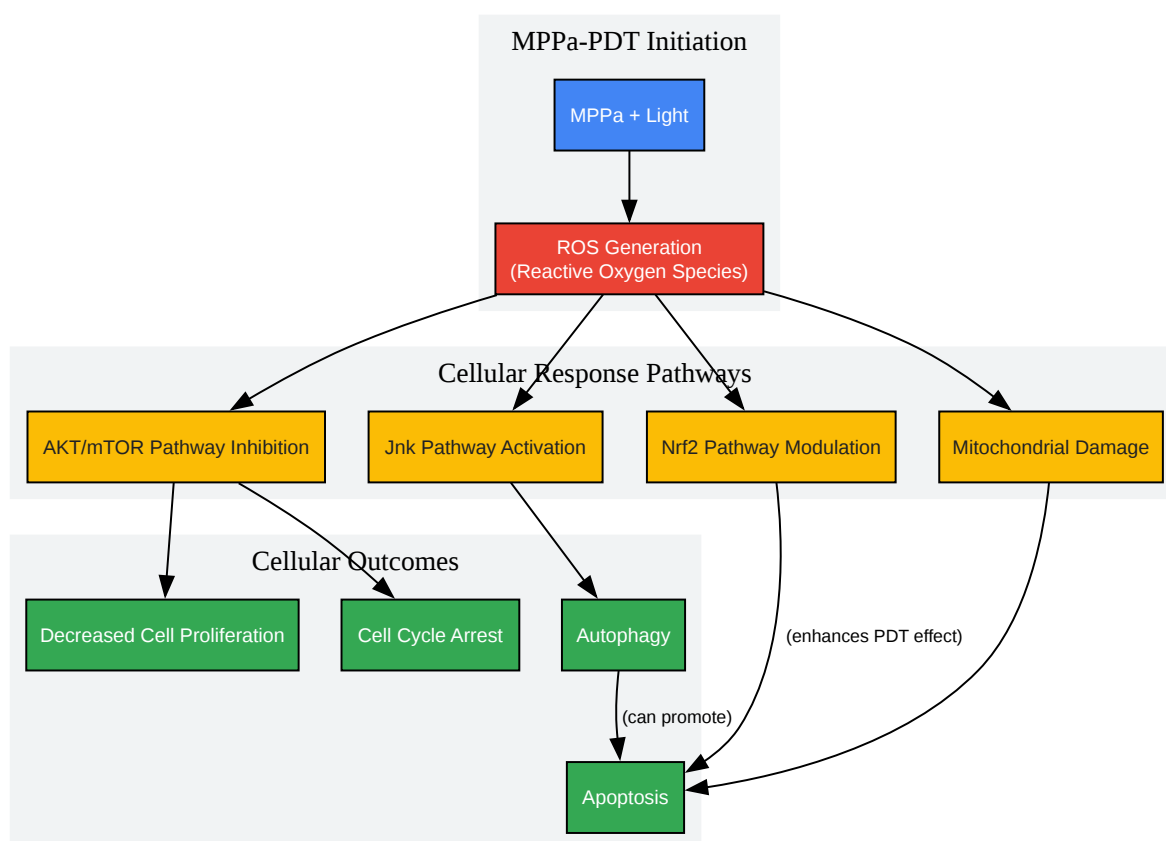 MPPa-PDT Initiation
MPPa + Light
ROS Generation
(Reactive Oxygen Species)
Cellular Response Pathways
AKT/mTOR Pathway Inhibition
Jnk Pathway Activation
Nrf2 Pathway Modulation
Mitochondrial Damage
Cellular Outcomes
Decreased Cell Proliferation
Cell Cycle Arrest
Autophagy
(enhances PDT effect)
(can promote)
Apoptosis